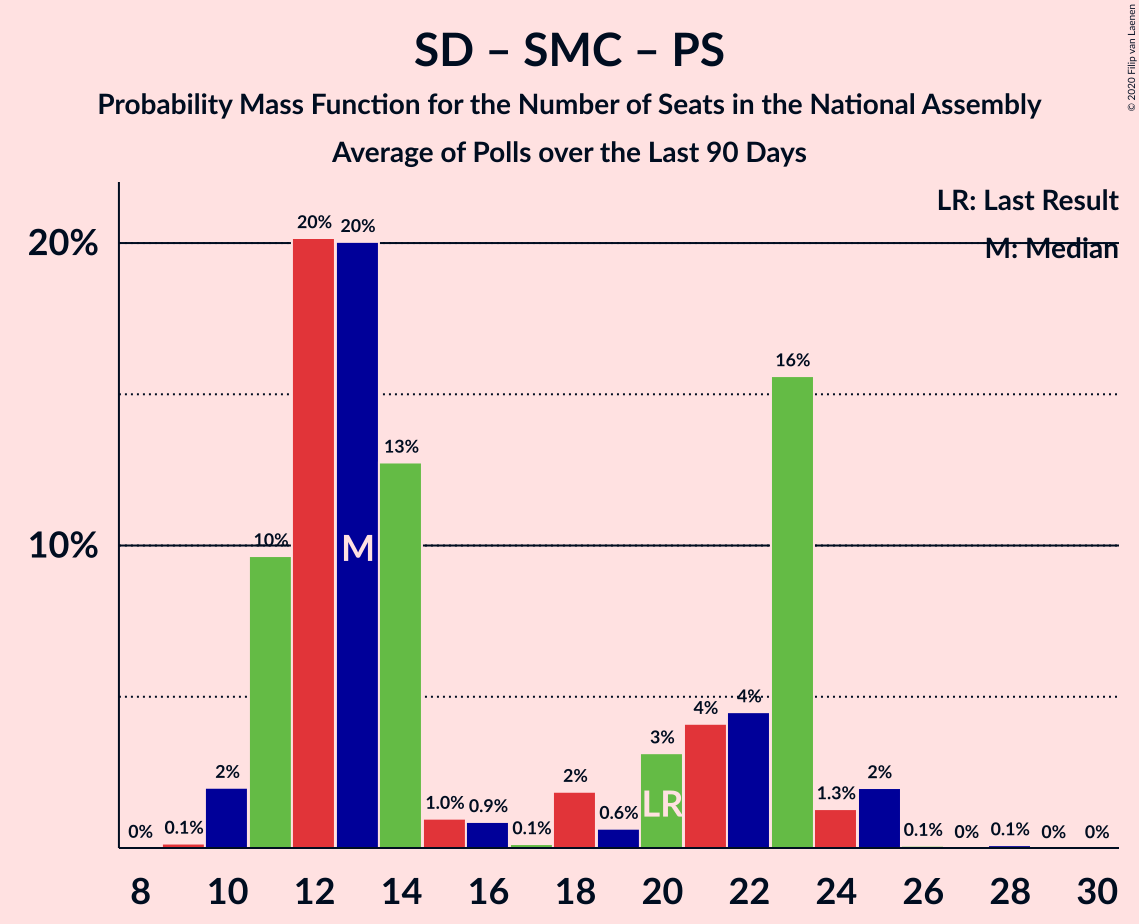 SD – SMC – PS
Probability Mass Function for the Number of Seats in the National Assembly
Average of Polls over the Last 90 Days
© 2020 Filip van Laenen
LR: Last Result
M: Median
20%
10%
0%
0.1%
2%
10%
20%
20%
13%
1.0%
0.9%
0.1%
2%
0.6%
3%
4%
4%
16%
1.3%
2%
0.1%
0%
0.1%
0%
0%
M
LR
8 10 12 14 16 18 20 22 24 26 28 30